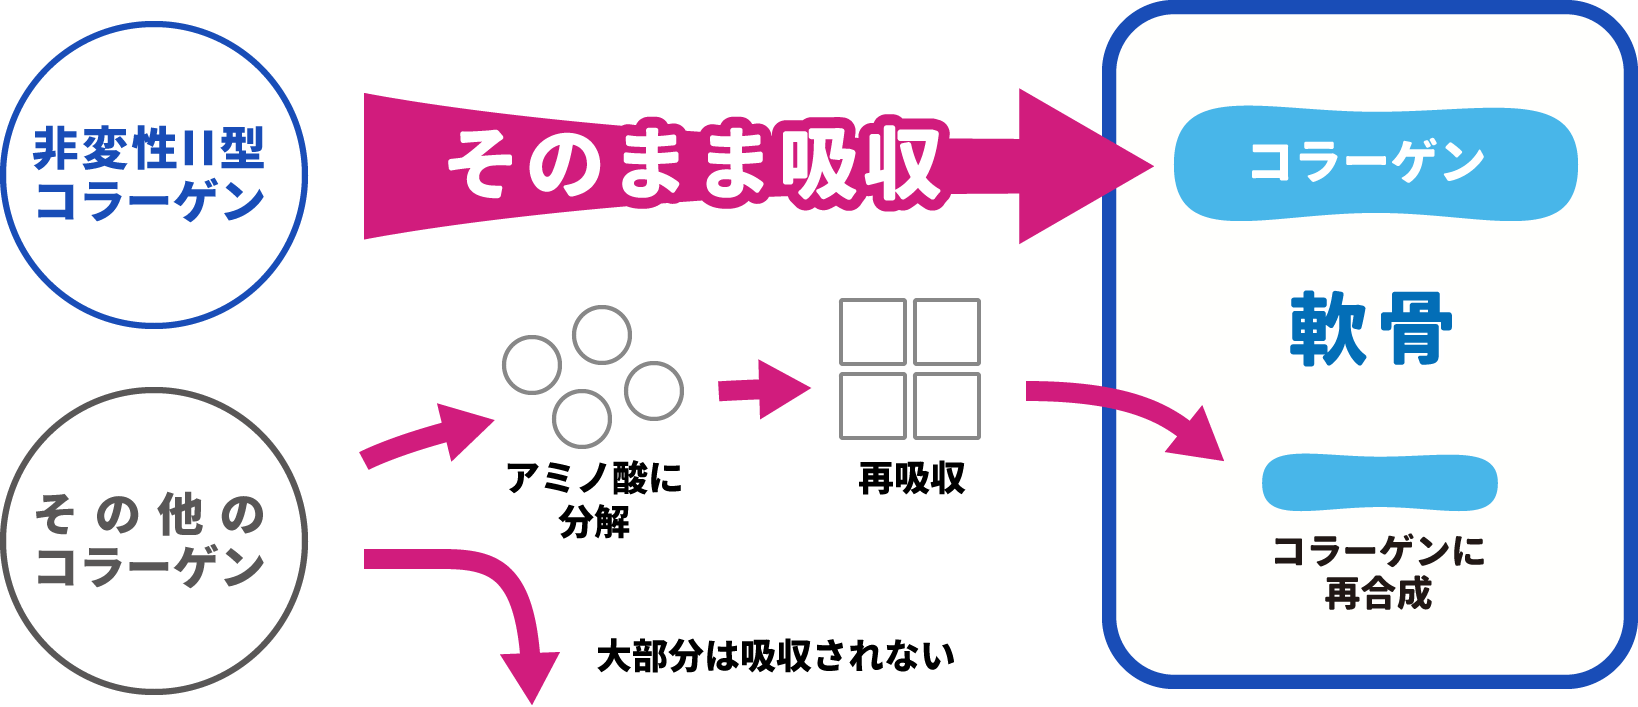 非変性II型
コラーゲン
そのまま吸収
コラーゲン
軟骨
その他の
コラーゲン
アミノ酸に
分解
再吸収
コラーゲンに
再合成
大部分は吸収されない